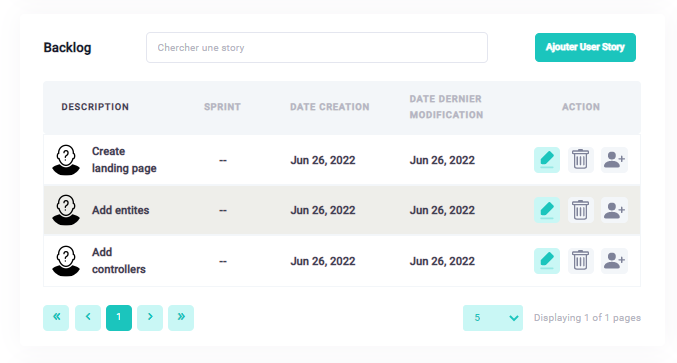 Backlog
Chercher une story
Ajouter User Story
DESCRIPTION SPRINT DATE CREATION DATE DERNIER MODIFICATION ACTION
Create
landing page -- Jun 26, 2022 Jun 26, 2022
Add entites -- Jun 26, 2022 Jun 26, 2022
Add
controllers -- Jun 26, 2022 Jun 26, 2022
« ‹ 1 › » 5 Displaying 1 of 1 pages